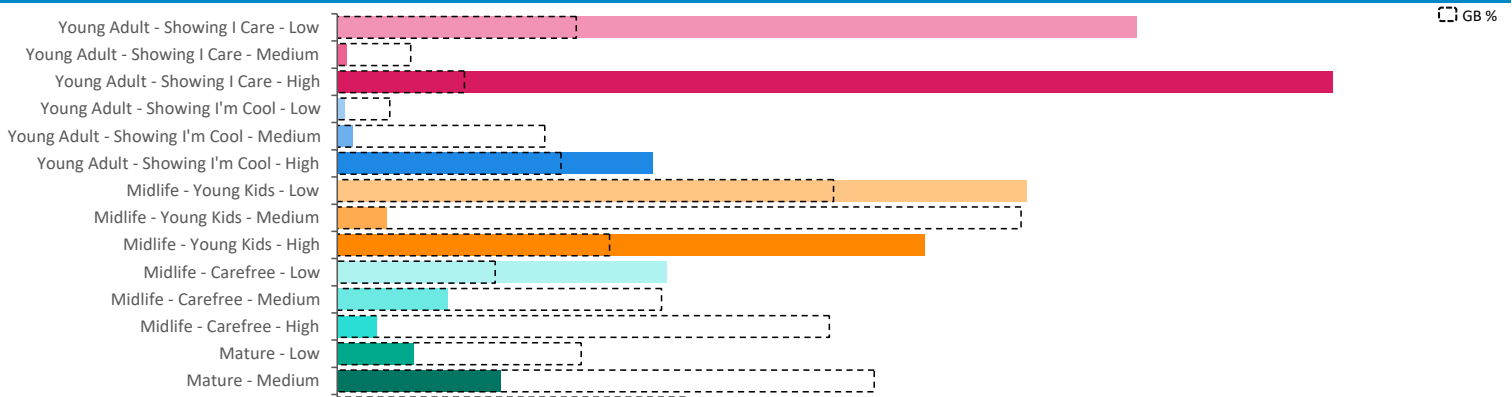 GB %
Young Adult - Showing I Care - Low
Young Adult - Showing I Care - Medium
Young Adult - Showing I Care - High
Young Adult - Showing I'm Cool - Low
Young Adult - Showing I'm Cool - Medium
Young Adult - Showing I'm Cool - High
Midlife - Young Kids - Low
Midlife - Young Kids - Medium
Midlife - Young Kids - High
Midlife - Carefree - Low
Midlife - Carefree - Medium
Midlife - Carefree - High
Mature - Low
Mature - Medium